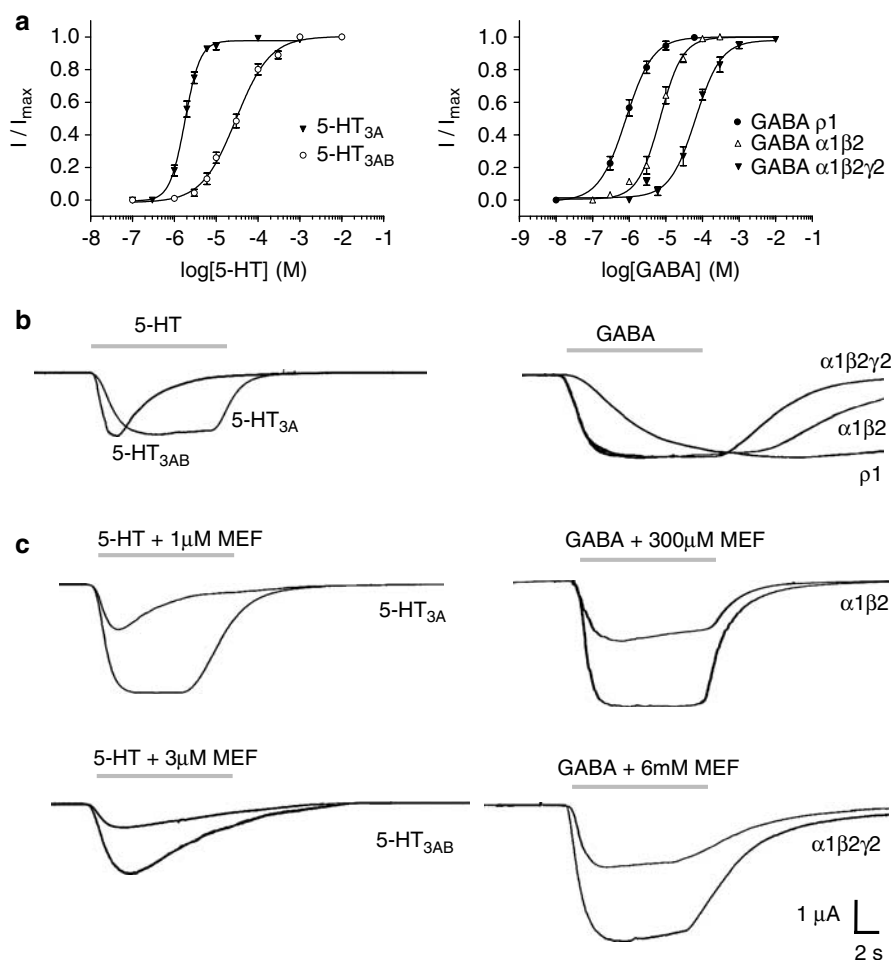 a
I / Imax
1.0
0.8
0.6
0.4
0.2
0.0
5-HT3A
5-HT3AB
-8 -7 -6 -5 -4 -3 -2 -1
log[5-HT] (M)
I / Imax
1.0
0.8
0.6
0.4
0.2
0.0
GABA ρ1
GABA α1β2
GABA α1β2γ2
-9 -8 -7 -6 -5 -4 -3 -2 -1
log[GABA] (M)
b
5-HT
5-HT3A
5-HT3AB
GABA
α1β2γ2
α1β2
ρ1
c
5-HT + 1μM MEF
5-HT3A
GABA + 300μM MEF
α1β2
5-HT + 3μM MEF
5-HT3AB
GABA + 6mM MEF
α1β2γ2
1 μA
2 s